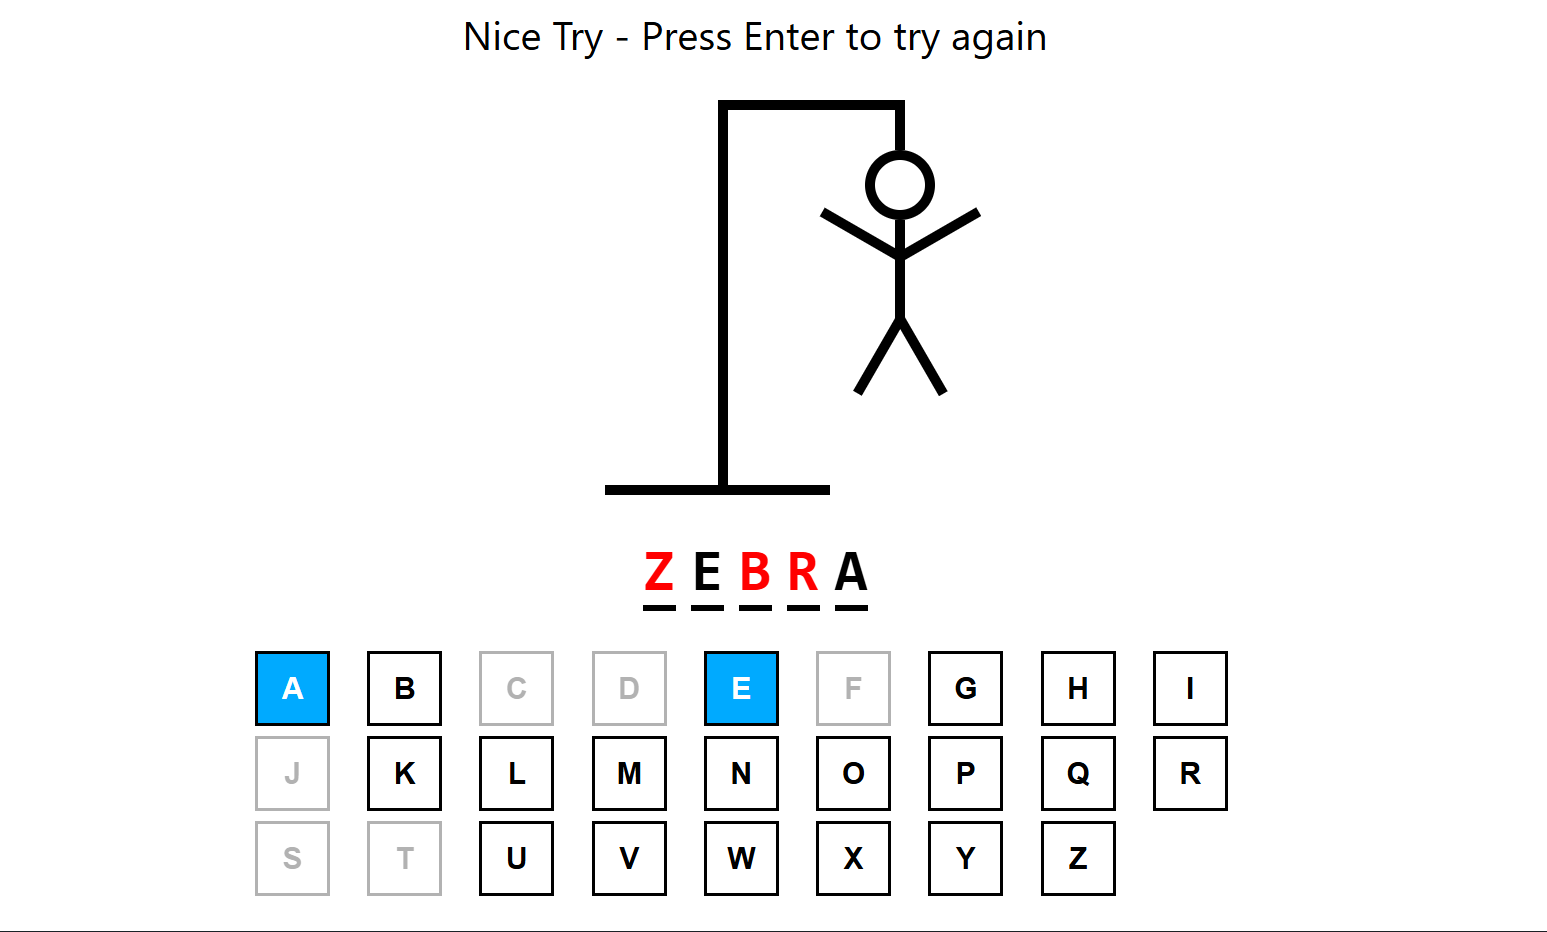 Nice Try - Press Enter to try again
Z E B R A
A B C D E F G H I
J K L M N O P Q R
S T U V W X Y Z